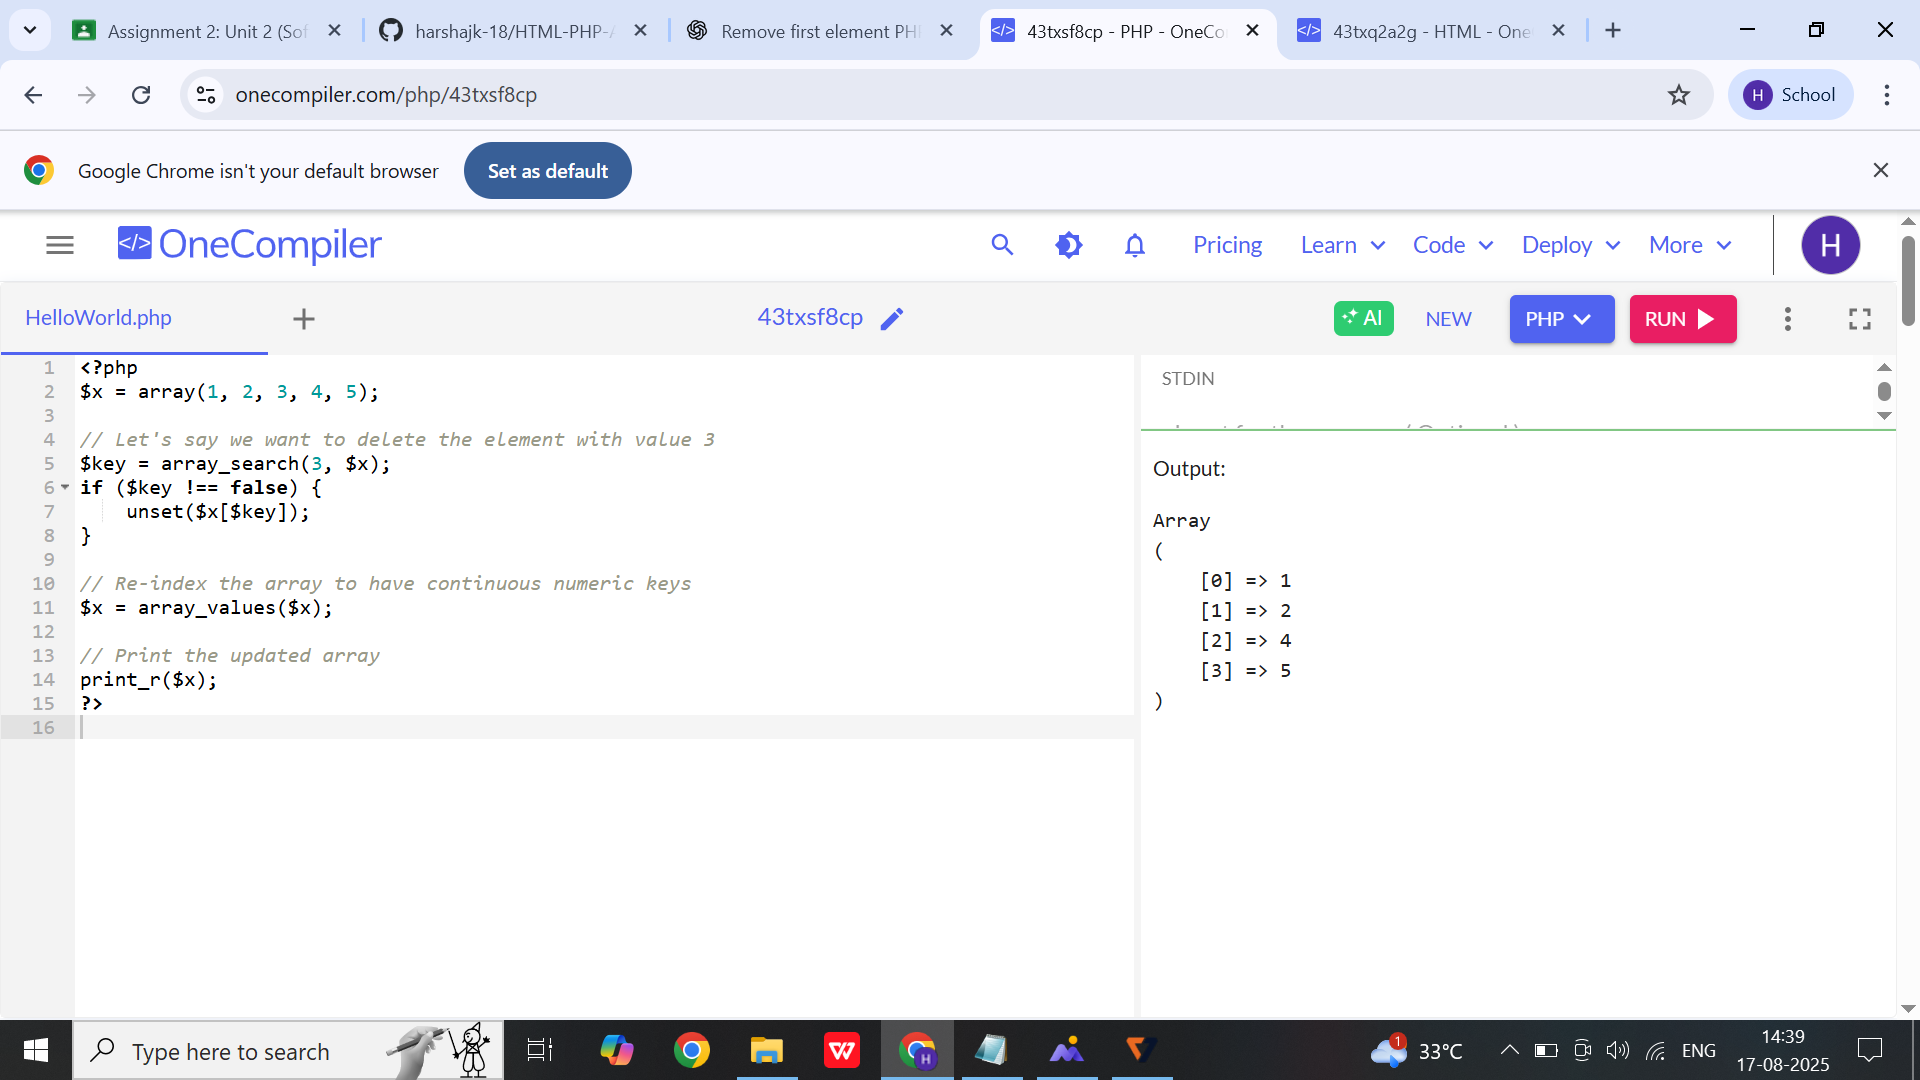 Assignment 2: Unit 2 (Sof
harshajk-18/HTML-PHP-A
Remove first element PH
43txsf8cp - PHP - OneCo
43txq2a2g - HTML - One
onecompiler.com/php/43txsf8cp
H School
Google Chrome isn't your default browser
Set as default
</> OneCompiler
Pricing
Learn
Code
Deploy
More
H
HelloWorld.php
43txsf8cp
AI
NEW
PHP
RUN
1 <?php
2 $x = array(1, 2, 3, 4, 5);
3
4 // Let's say we want to delete the element with value 3
5 $key = array_search(3, $x);
6 if ($key !== false) {
7     unset($x[$key]);
8 }
9
10 // Re-index the array to have continuous numeric keys
11 $x = array_values($x);
12
13 // Print the updated array
14 print_r($x);
15 ?>
16
STDIN
Output:
Array
(
    [0] => 1
    [1] => 2
    [2] => 4
    [3] => 5
)
Type here to search
1
33°C
ENG
14:39
17-08-2025